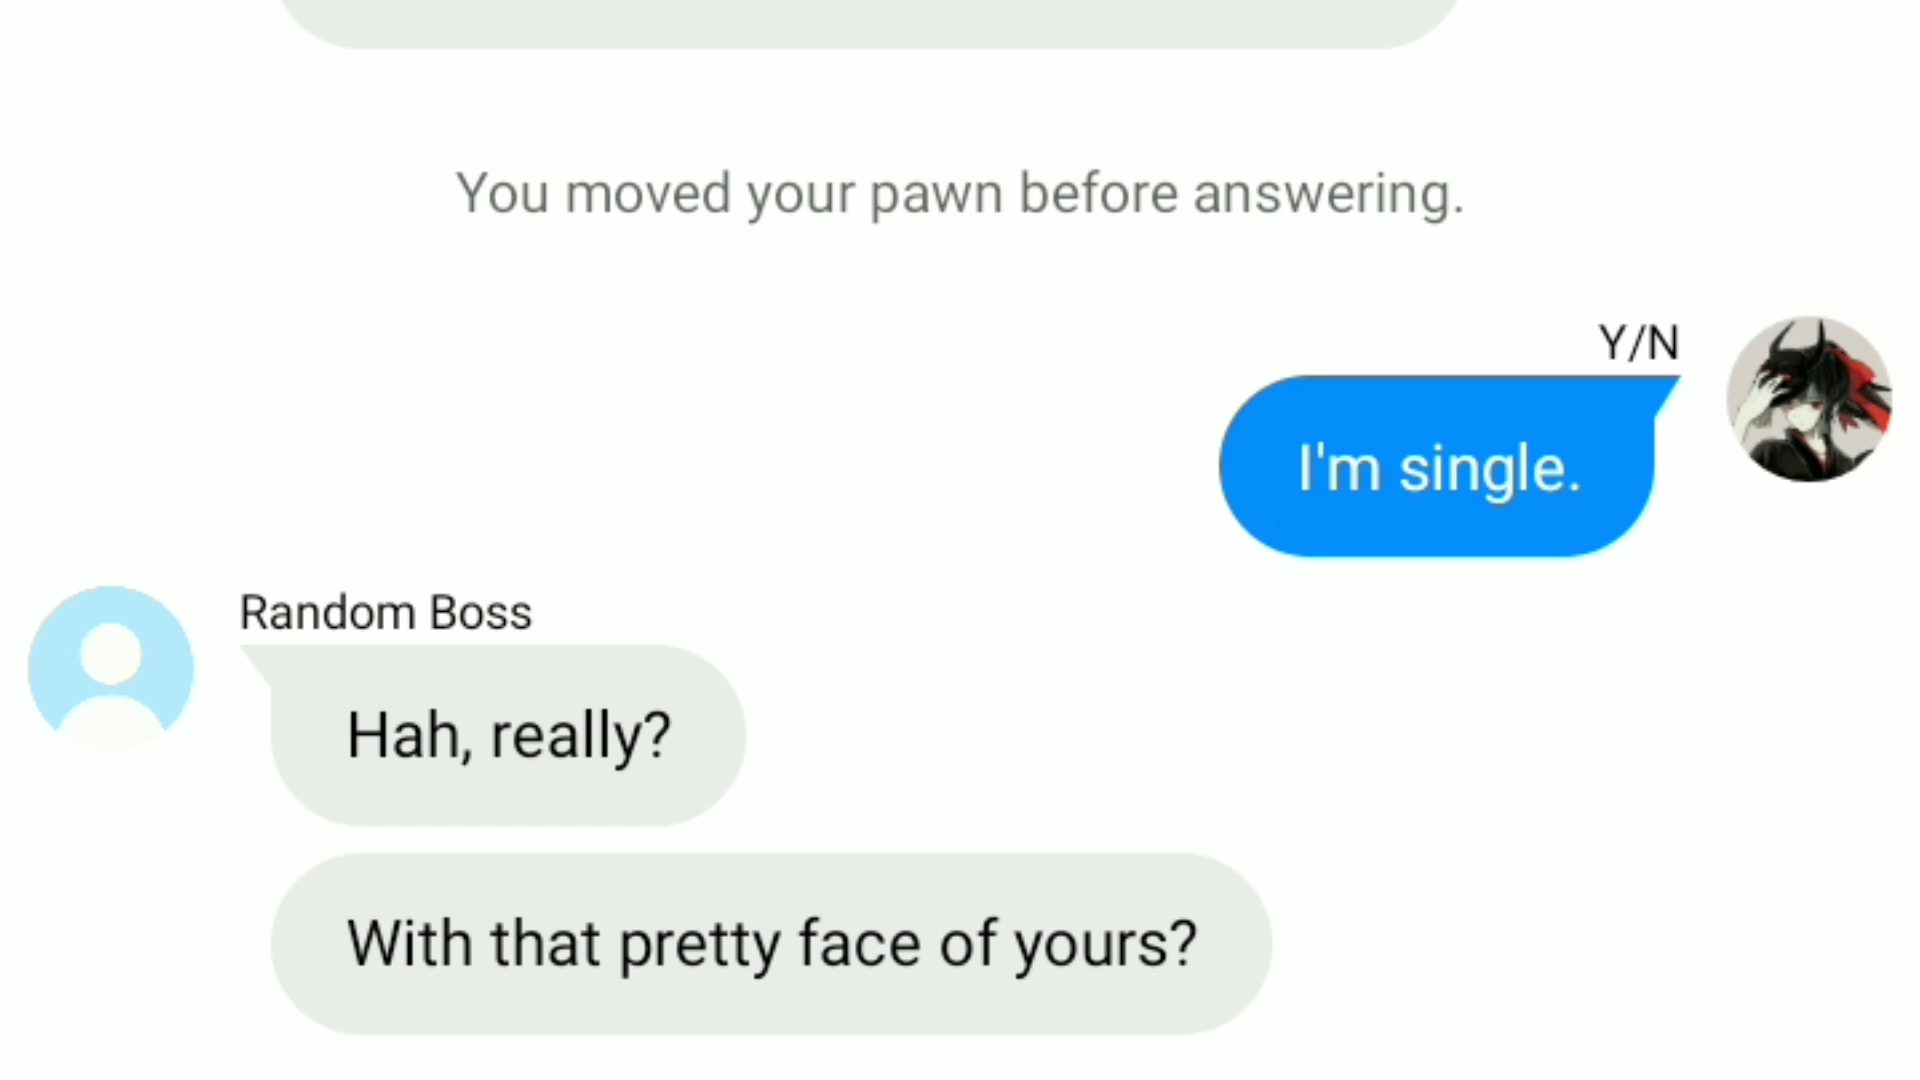 You moved your pawn before answering.
Y/N
I'm single.
Random Boss
Hah, really?
With that pretty face of yours?